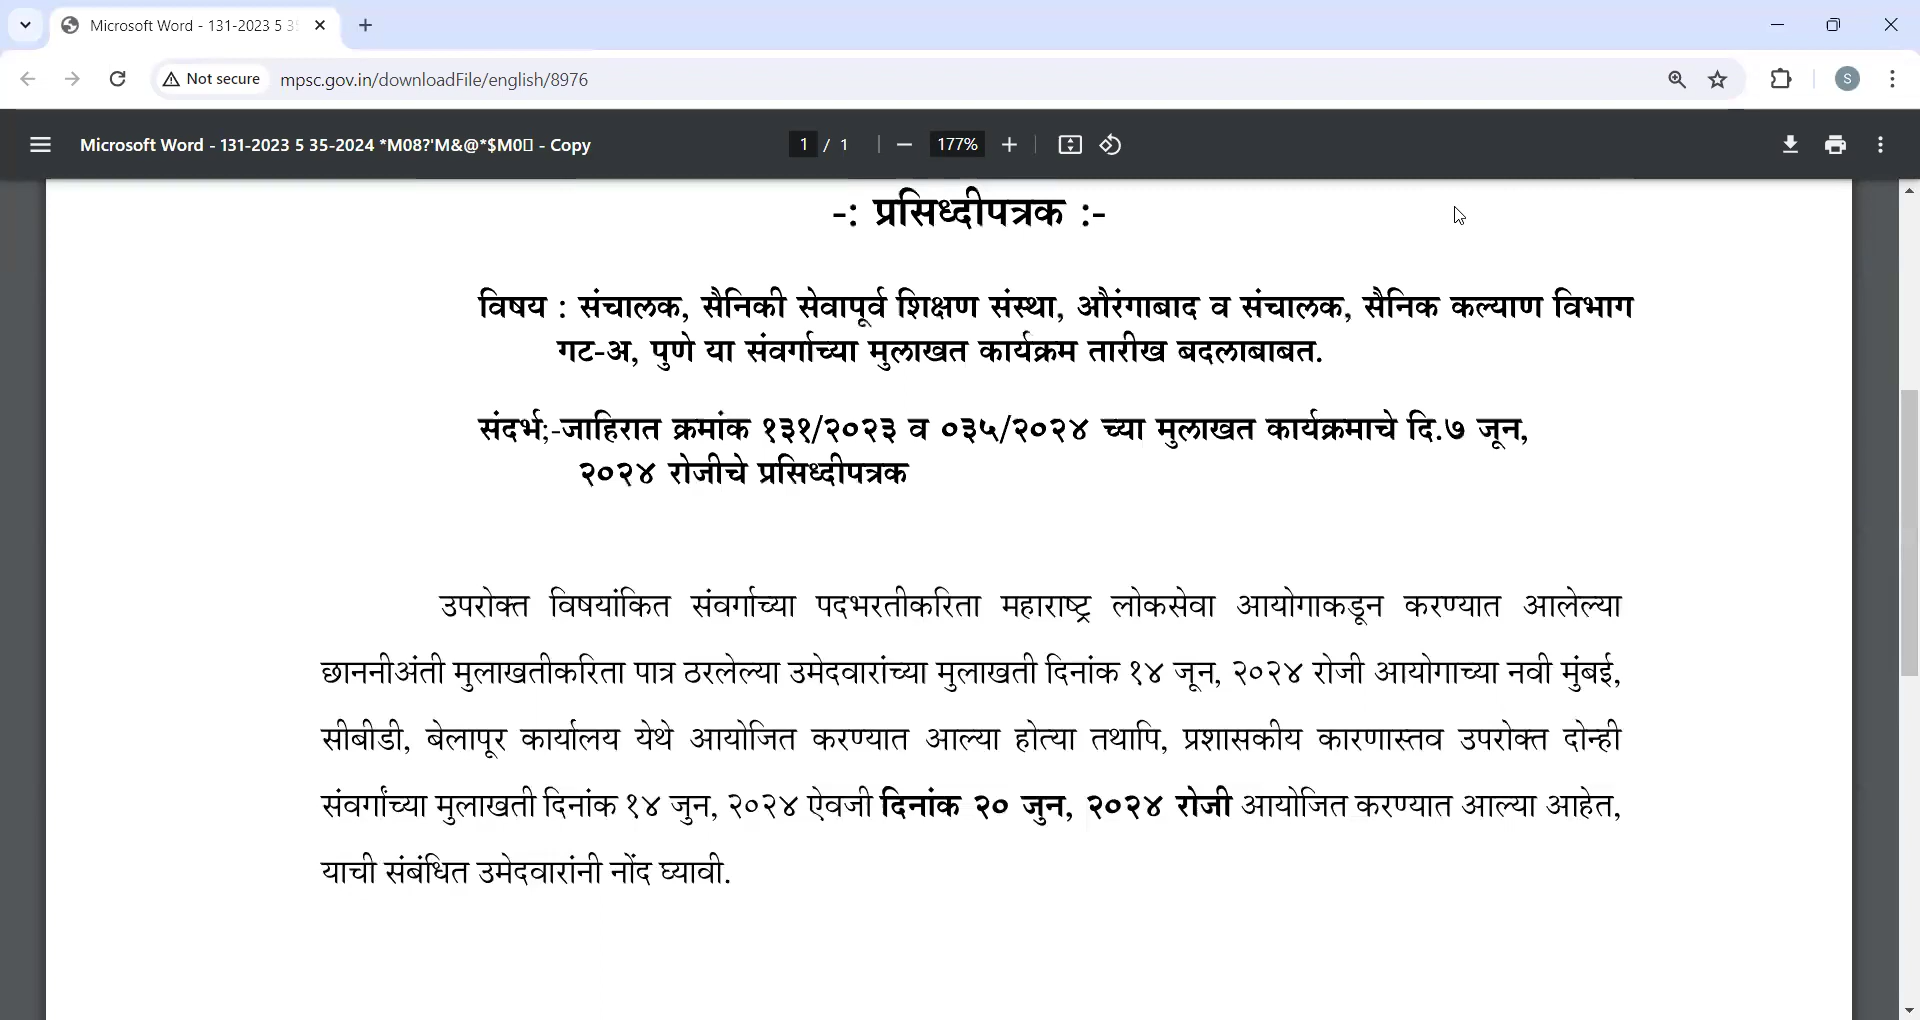 Microsoft Word - 131-2023 5 35
Not secure
mpsc.gov.in/downloadFile/english/8976
S
Microsoft Word - 131-2023 5 35-2024 *M08?'M&@*$M0▯ - Copy
1 / 1
177%
-: प्रसिध्दीपत्रक :-
विषय : संचालक, सैनिकी सेवापूर्व शिक्षण संस्था, औरंगाबाद व संचालक, सैनिक कल्याण विभाग
गट-अ, पुणे या संवर्गाच्या मुलाखत कार्यक्रम तारीख बदलाबाबत.
संदर्भ;-जाहिरात क्रमांक १३१/२०२३ व ०३५/२०२४ च्या मुलाखत कार्यक्रमाचे दि.७ जून,
२०२४ रोजीचे प्रसिध्दीपत्रक
उपरोक्त विषयांकित संवर्गाच्या पदभरतीकरिता महाराष्ट्र लोकसेवा आयोगाकडून करण्यात आलेल्या
छाननीअंती मुलाखतीकरिता पात्र ठरलेल्या उमेदवारांच्या मुलाखती दिनांक १४ जून, २०२४ रोजी आयोगाच्या नवी मुंबई,
सीबीडी, बेलापूर कार्यालय येथे आयोजित करण्यात आल्या होत्या तथापि, प्रशासकीय कारणास्तव उपरोक्त दोन्ही
संवर्गांच्या मुलाखती दिनांक १४ जुन, २०२४ ऐवजी दिनांक २० जुन, २०२४ रोजी आयोजित करण्यात आल्या आहेत,
याची संबंधित उमेदवारांनी नोंद घ्यावी.